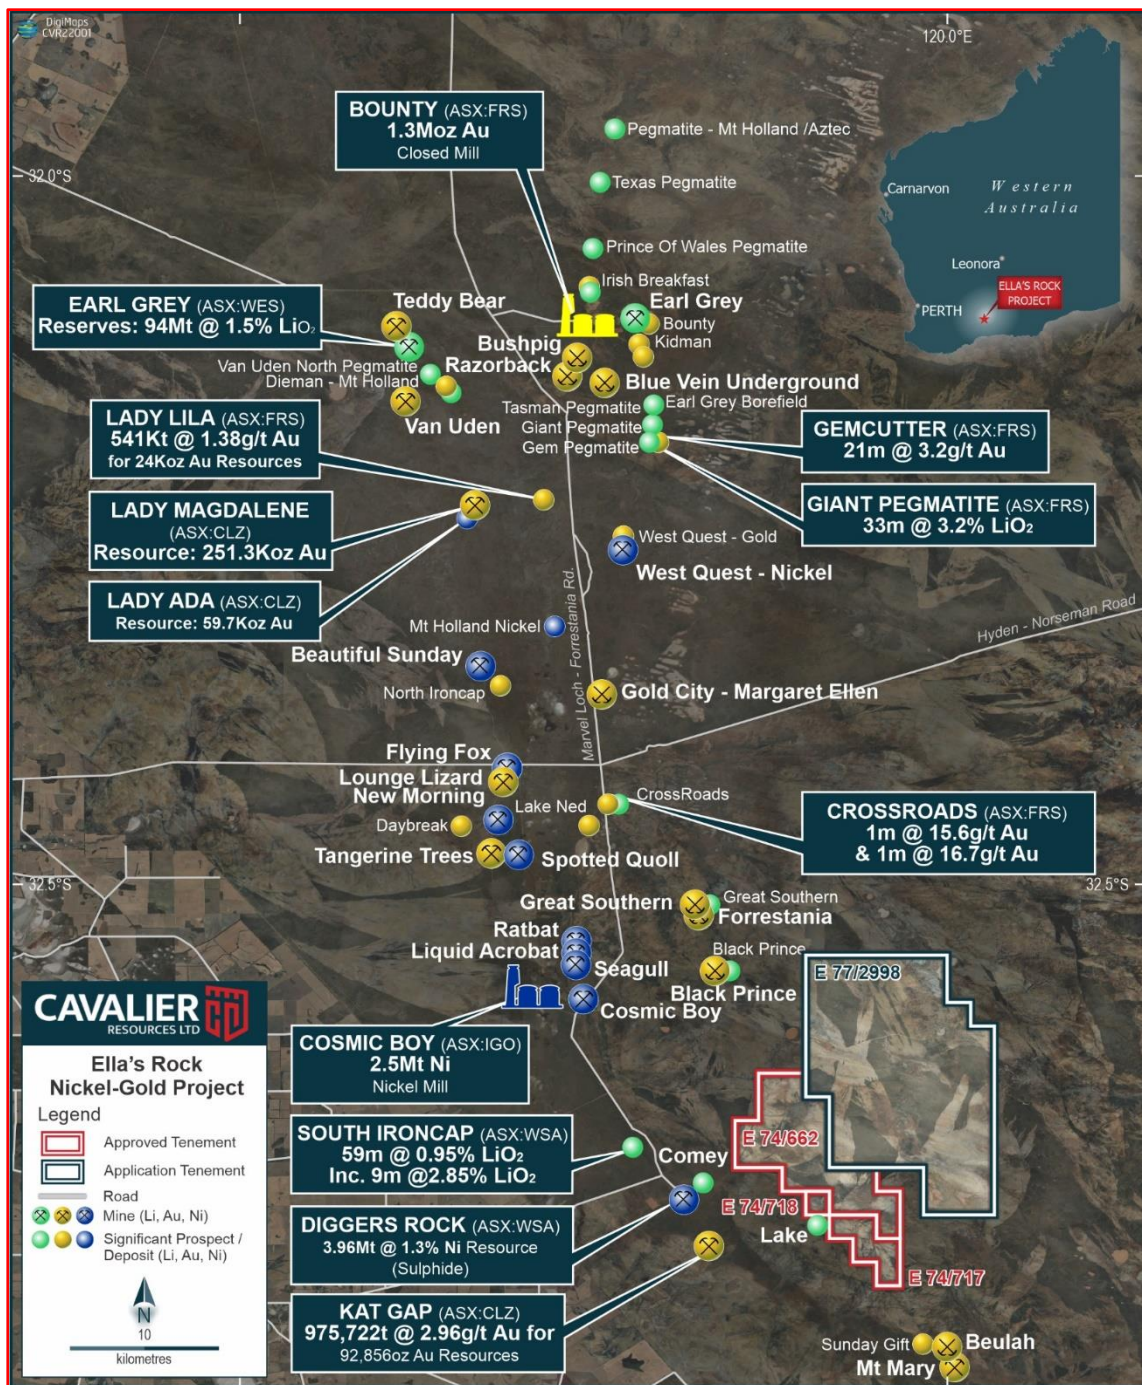 DigiMaps
CVR22001
120.0°E
BOUNTY (ASX:FRS)
1.3Moz Au
Closed Mill
Pegmatite - Mt Holland /Aztec
32.0°S
Texas Pegmatite
Carnarvon
Western
Australia
Prince Of Wales Pegmatite
Leonora
Irish Breakfast
ELLA'S ROCK
PROJECT
PERTH
EARL GREY (ASX:WES)
Reserves: 94Mt @ 1.5% LiO₂
Teddy Bear
Earl Grey
Bounty
Kidman
Bushpig
Razorback
Van Uden North Pegmatite
Dieman - Mt Holland
Blue Vein Underground
Van Uden
Tasman Pegmatite
Earl Grey Borefield
Giant Pegmatite
Gem Pegmatite
LADY LILA (ASX:FRS)
541Kt @ 1.38g/t Au
for 24Koz Au Resources
GEMCUTTER (ASX:FRS)
21m @ 3.2g/t Au
GIANT PEGMATITE (ASX:FRS)
33m @ 3.2% LiO₂
LADY MAGDALENE
(ASX:CLZ)
Resource: 251.3Koz Au
West Quest - Gold
West Quest - Nickel
LADY ADA (ASX:CLZ)
Resource: 59.7Koz Au
Mt Holland Nickel
Marvel Loch - Forrestania Rd.
Hyden - Norseman Road
Beautiful Sunday
North Ironcap
Gold City - Margaret Ellen
Flying Fox
Lounge Lizard
New Morning
Lake Ned
CrossRoads
Daybreak
CROSSROADS (ASX:FRS)
1m @ 15.6g/t Au
& 1m @ 16.7g/t Au
Tangerine Trees
Spotted Quoll
32.5°S
32.5°S
Great Southern
Great Southern
Forrestania
Ratbat
Liquid Acrobat
Seagull
Black Prince
Black Prince
Cosmic Boy
E 77/2998
CAVALIER
RESOURCES LTD
Ella's Rock
Nickel-Gold Project
Legend
Approved Tenement
Application Tenement
Road
Mine (Li, Au, Ni)
Significant Prospect /
Deposit (Li, Au, Ni)
N
10
kilometres
COSMIC BOY (ASX:IGO)
2.5Mt Ni
Nickel Mill
SOUTH IRONCAP (ASX:WSA)
59m @ 0.95% LiO₂
Inc. 9m @2.85% LiO₂
Comey
E 74/662
E 74/718
Lake
E 74/717
DIGGERS ROCK (ASX:WSA)
3.96Mt @ 1.3% Ni Resource
(Sulphide)
KAT GAP (ASX:CLZ)
975,722t @ 2.96g/t Au for
92,856oz Au Resources
Sunday Gift
Beulah
Mt Mary
120.0°E